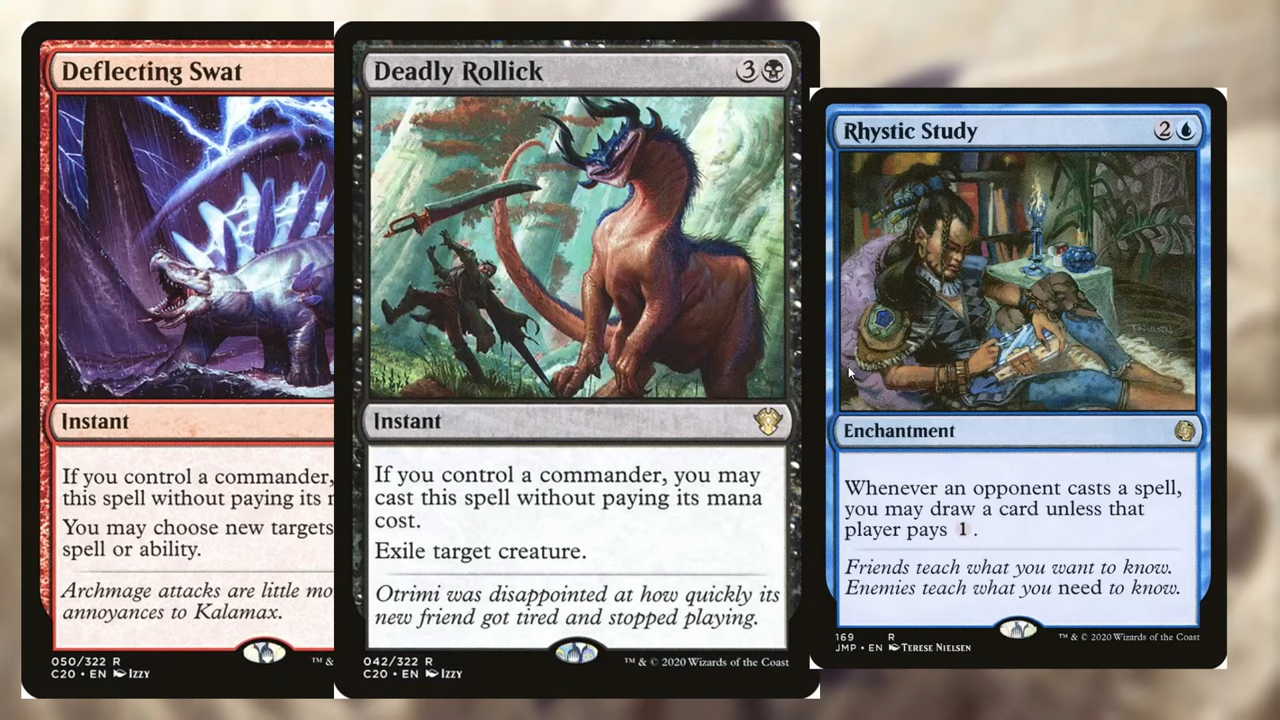 Deflecting Swat
Instant
If you control a commander,
this spell without paying its
You may choose new targets
spell or ability.
Archmage attacks are little
annoyances to Kalamax.
050/322 R
C20 • EN IZZY
™ &
Deadly Rollick
3
Instant
If you control a commander, you may
cast this spell without paying its mana
cost.
Exile target creature.
Otrimi was disappointed at how quickly its
new friend got tired and stopped playing.
042/322 R
C20 • EN IZZY
™ & © 2020 Wizards of the Coast
Rhystic Study
2
T. NIELSEN
Enchantment
Whenever an opponent casts a spell,
you may draw a card unless that
player pays 1.
Friends teach what you want to know.
Enemies teach what you need to know.
169 R
JMP • EN TERESE NIELSEN
™ & © 2020 Wizards of the Coast